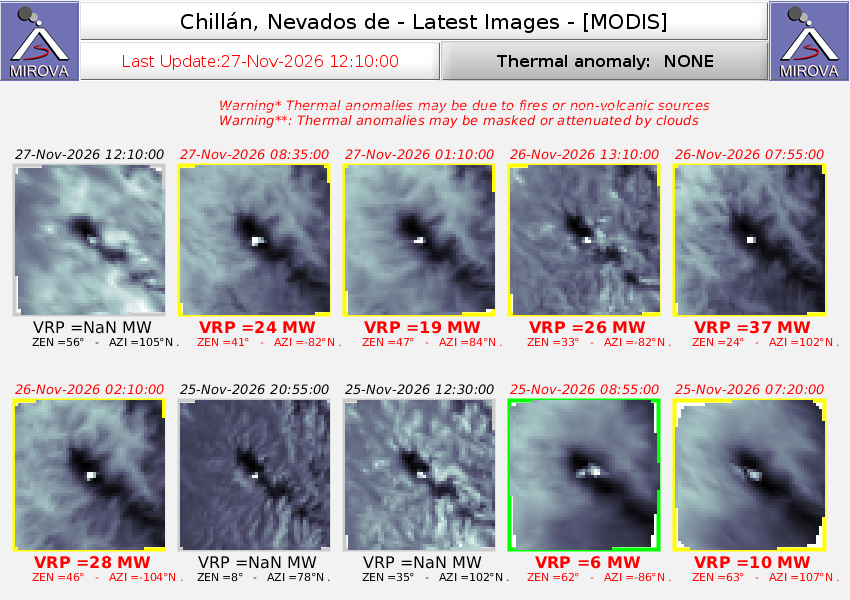 Chillán, Nevados de - Latest Images - [MODIS]
MIROVA
Last Update:27-Nov-2026 12:10:00
Thermal anomaly: NONE
MIROVA
Warning* Thermal anomalies may be due to fires or non-volcanic sources
Warning**: Thermal anomalies may be masked or attenuated by clouds
27-Nov-2026 12:10:00 27-Nov-2026 08:35:00 27-Nov-2026 01:10:00 26-Nov-2026 13:10:00 26-Nov-2026 07:55:00
VRP =NaN MW VRP =24 MW VRP =19 MW VRP =26 MW VRP =37 MW
ZEN =56° - AZI =105°N . ZEN =41° - AZI =-82°N . ZEN =47° - AZI =84°N . ZEN =33° - AZI =-82°N . ZEN =24° - AZI =102°N .
26-Nov-2026 02:10:00 25-Nov-2026 20:55:00 25-Nov-2026 12:30:00 25-Nov-2026 08:55:00 25-Nov-2026 07:20:00
VRP =28 MW VRP =NaN MW VRP =NaN MW VRP =6 MW VRP =10 MW
ZEN =46° - AZI =-104°N . ZEN =8° - AZI =78°N . ZEN =35° - AZI =102°N . ZEN =62° - AZI =-86°N . ZEN =63° - AZI =107°N .